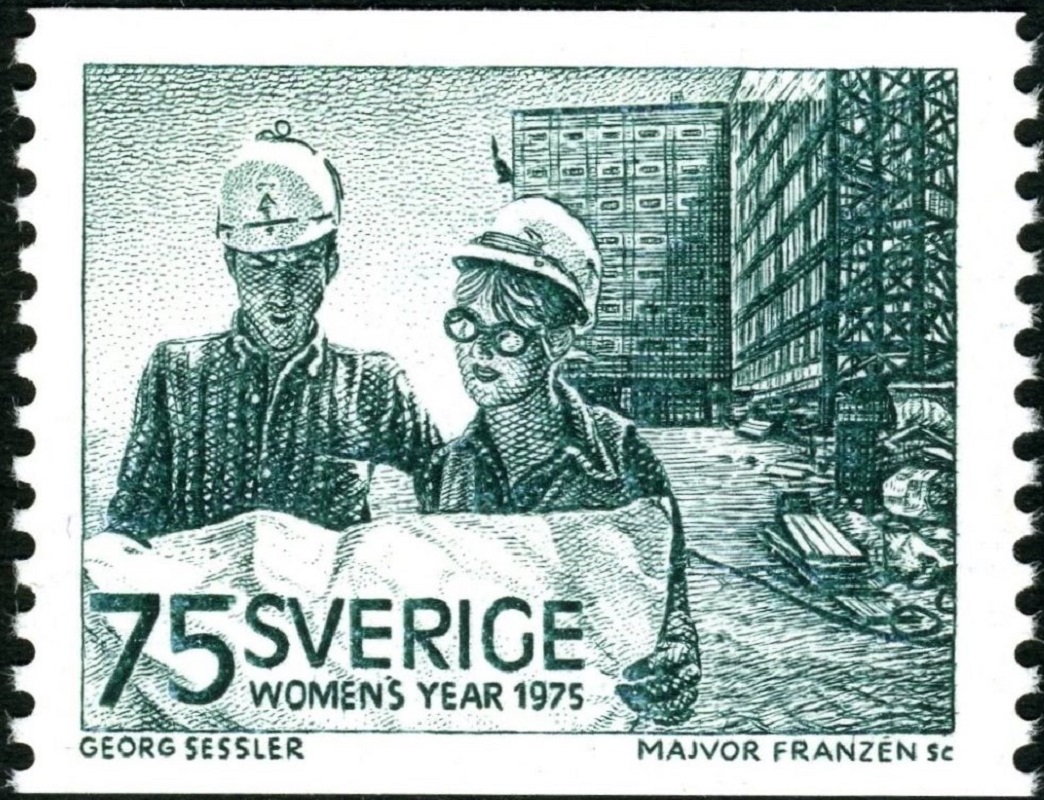 75 SVERIGE
WOMEN'S YEAR 1975
GEORG SESSLER
MAJVOR FRANZÉN sc